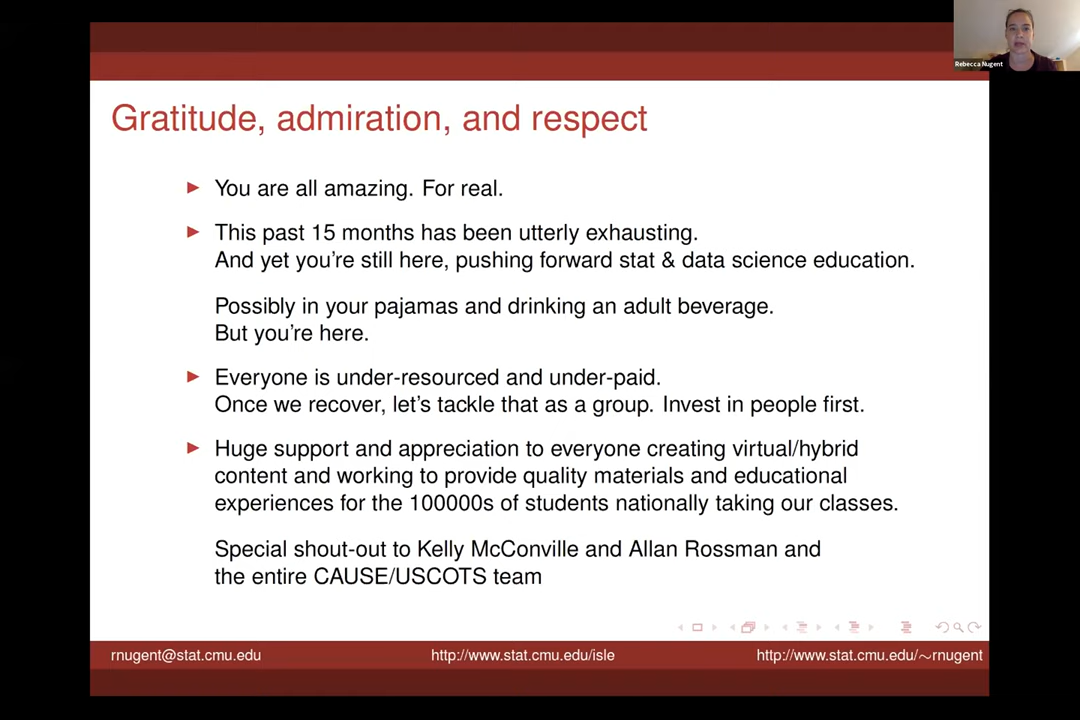 Rebecca Nugent
Gratitude, admiration, and respect
You are all amazing. For real.
This past 15 months has been utterly exhausting.
And yet you're still here, pushing forward stat & data science education.
Possibly in your pajamas and drinking an adult beverage.
But you're here.
Everyone is under-resourced and under-paid.
Once we recover, let's tackle that as a group. Invest in people first.
Huge support and appreciation to everyone creating virtual/hybrid
content and working to provide quality materials and educational
experiences for the 100000s of students nationally taking our classes.
Special shout-out to Kelly McConville and Allan Rossman and
the entire CAUSE/USCOTS team
rnugent@stat.cmu.edu http://www.stat.cmu.edu/isle http://www.stat.cmu.edu/~rnugent